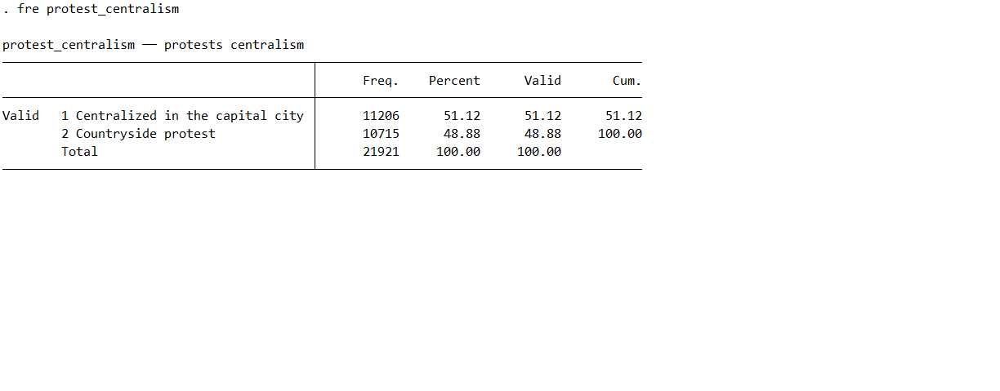 . fre protest_centralism
protest_centralism — protests centralism
Freq. Percent Valid Cum.
Valid 1 Centralized in the capital city 11206 51.12 51.12 51.12
2 Countryside protest 10715 48.88 48.88 100.00
Total 21921 100.00 100.00